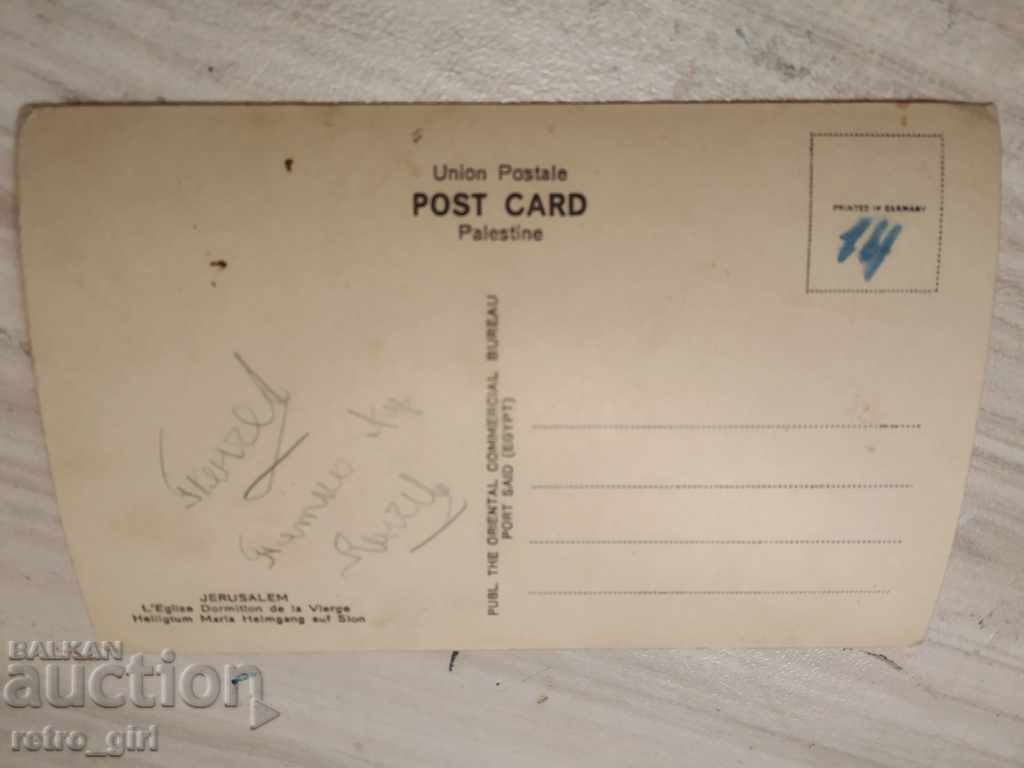 Union Postale
POST CARD
Palestine
PRINTED IN GERMANY
14
PUBL. THE ORIENTAL COMMERCIAL BUREAU
PORT SAID (EGYPT)
JERUSALEM
L'Eglise Dormition de la Vierge
Heiligtum Maria Heimgang auf Sion
BALKAN
auction
retro_girl